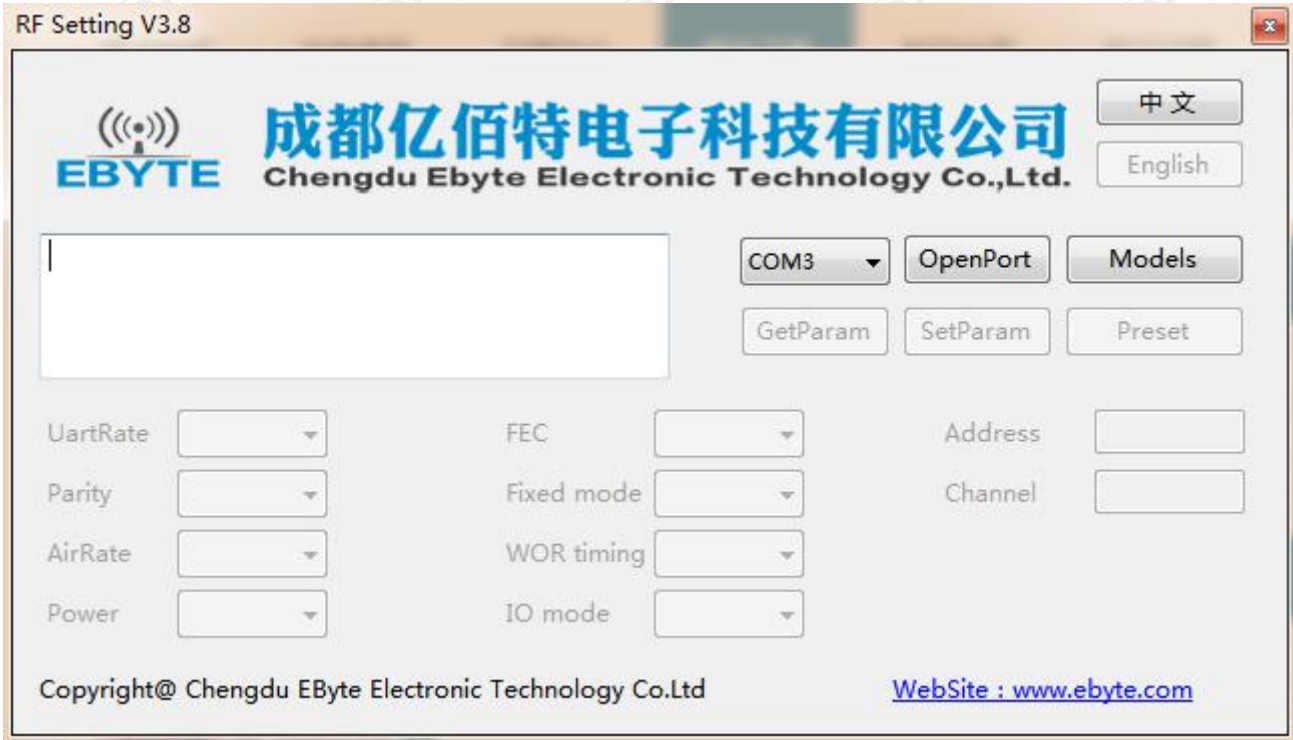 RF Setting V3.8
EBYTE
成都亿佰特电子科技有限公司
Chengdu Ebyte Electronic Technology Co.,Ltd.
中文
English
COM3 OpenPort Models
GetParam SetParam Preset
UartRate FEC Address
Parity Fixed mode Channel
AirRate WOR timing
Power IO mode
Copyright@ Chengdu EByte Electronic Technology Co.Ltd WebSite : www.ebyte.com